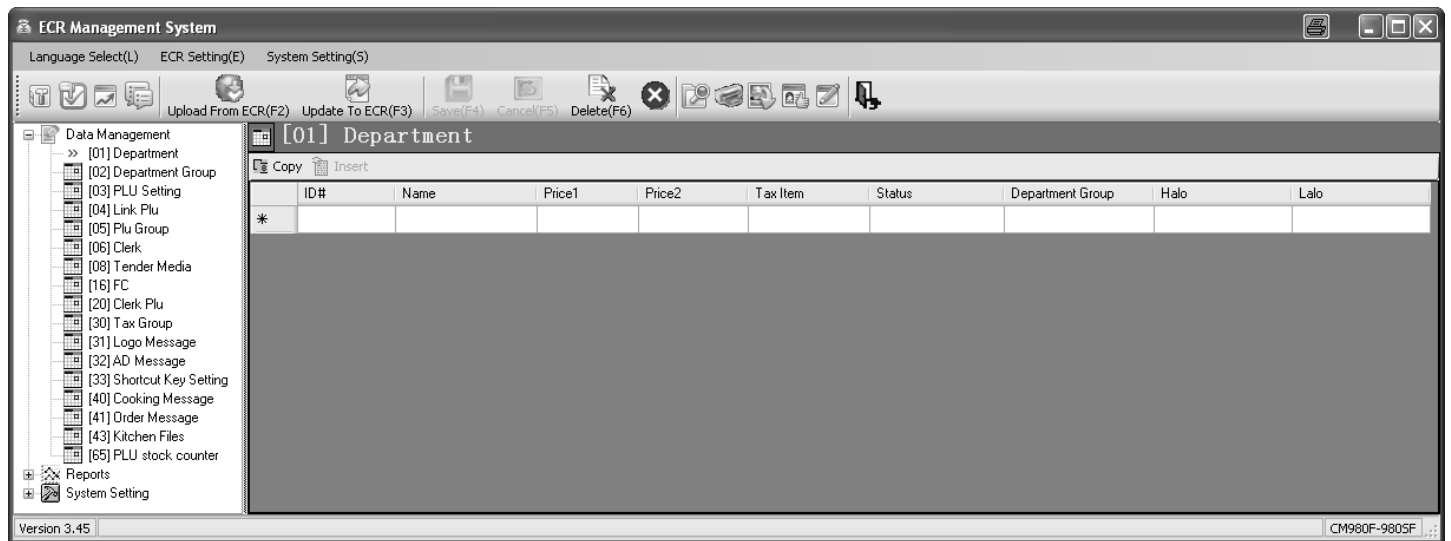 ECR Management System
Language Select(L) ECR Setting(E) System Setting(S)
Upload From ECR(F2) Update To ECR(F3) Save(F4) Cancel(F5) Delete(F6)
Data Management
[01] Department
[02] Department Group
[03] PLU Setting
[04] Link Plu
[05] Plu Group
[06] Clerk
[08] Tender Media
[16] FC
[20] Clerk Plu
[30] Tax Group
[31] Logo Message
[32] AD Message
[33] Shortcut Key Setting
[40] Cooking Message
[41] Order Message
[43] Kitchen Files
[65] PLU stock counter
Reports
System Setting
[01] Department
Copy Insert
ID# Name Price1 Price2 Tax Item Status Department Group Halo Lalo
Version 3.45 CM980F-980SF